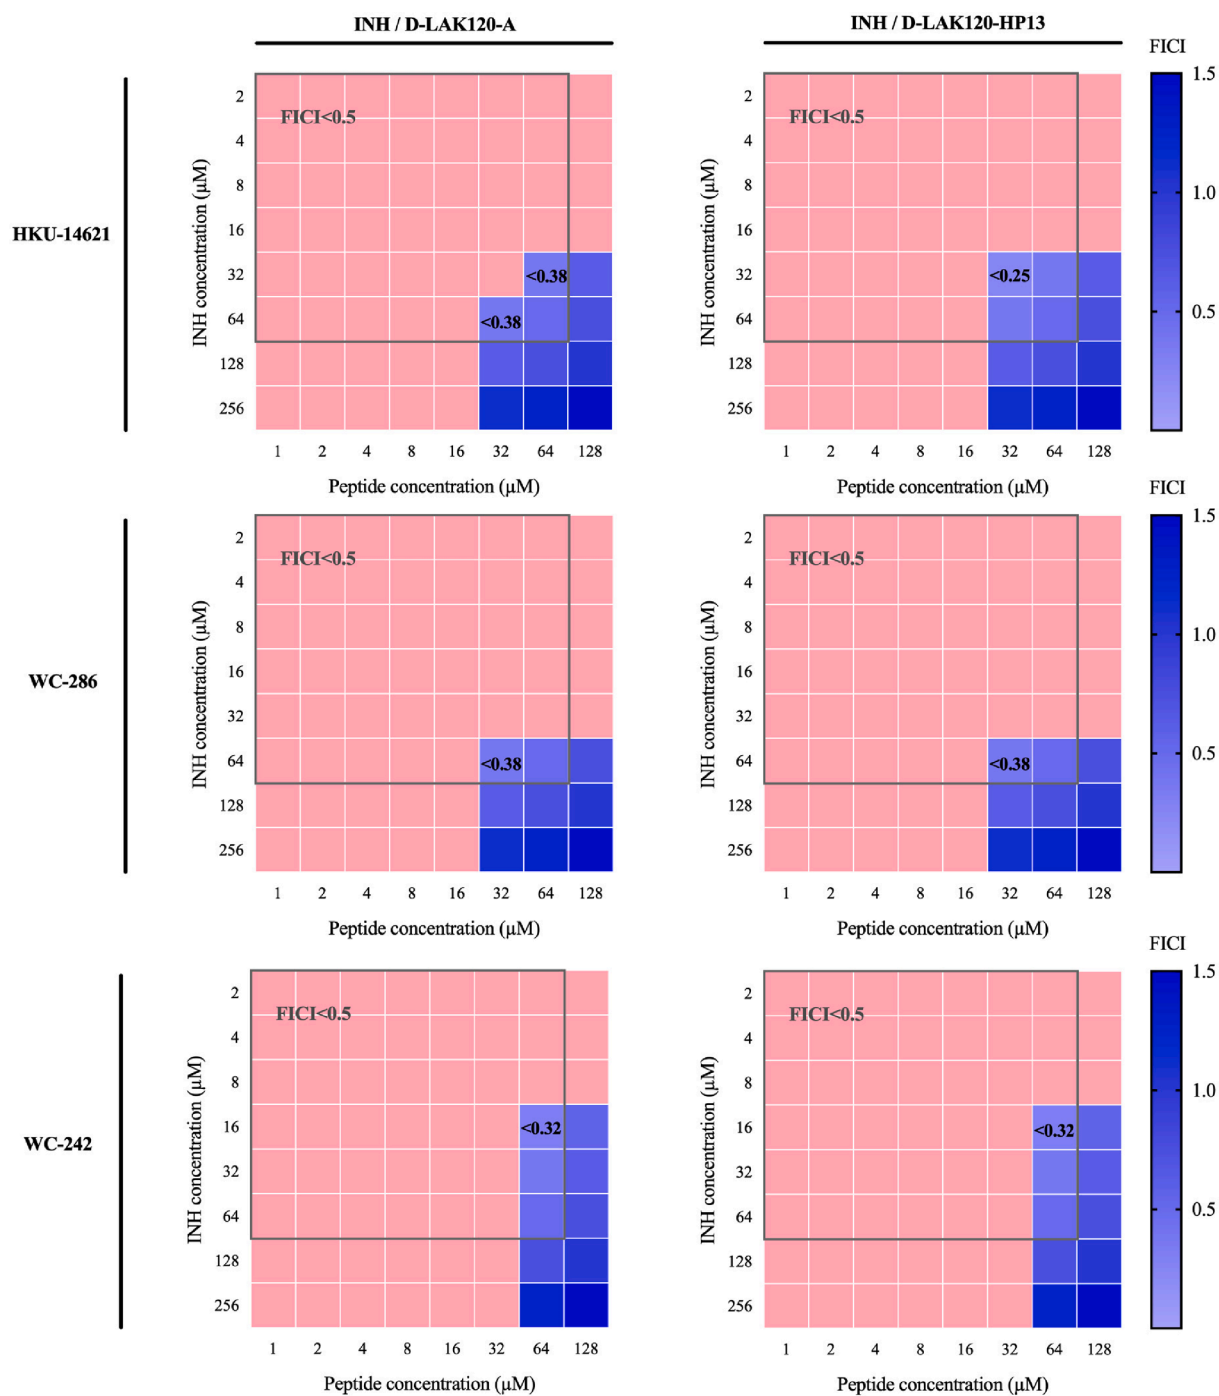 INH / D-LAK120-A
INH / D-LAK120-HP13
FICI
HKU-14621
INH concentration (µM)
2
4
8
16
32
64
128
256
FICI<0.5
<0.38
<0.38
1 2 4 8 16 32 64 128
Peptide concentration (µM)
INH concentration (µM)
2
4
8
16
32
64
128
256
FICI<0.5
<0.25
1 2 4 8 16 32 64 128
Peptide concentration (µM)
1.5
1.0
0.5
WC-286
INH concentration (µM)
2
4
8
16
32
64
128
256
FICI<0.5
<0.38
1 2 4 8 16 32 64 128
Peptide concentration (µM)
INH concentration (µM)
2
4
8
16
32
64
128
256
FICI<0.5
<0.38
1 2 4 8 16 32 64 128
Peptide concentration (µM)
FICI
1.5
1.0
0.5
WC-242
INH concentration (µM)
2
4
8
16
32
64
128
256
FICI<0.5
<0.32
1 2 4 8 16 32 64 128
Peptide concentration (µM)
INH concentration (µM)
2
4
8
16
32
64
128
256
FICI<0.5
<0.32
1 2 4 8 16 32 64 128
Peptide concentration (µM)
FICI
1.5
1.0
0.5